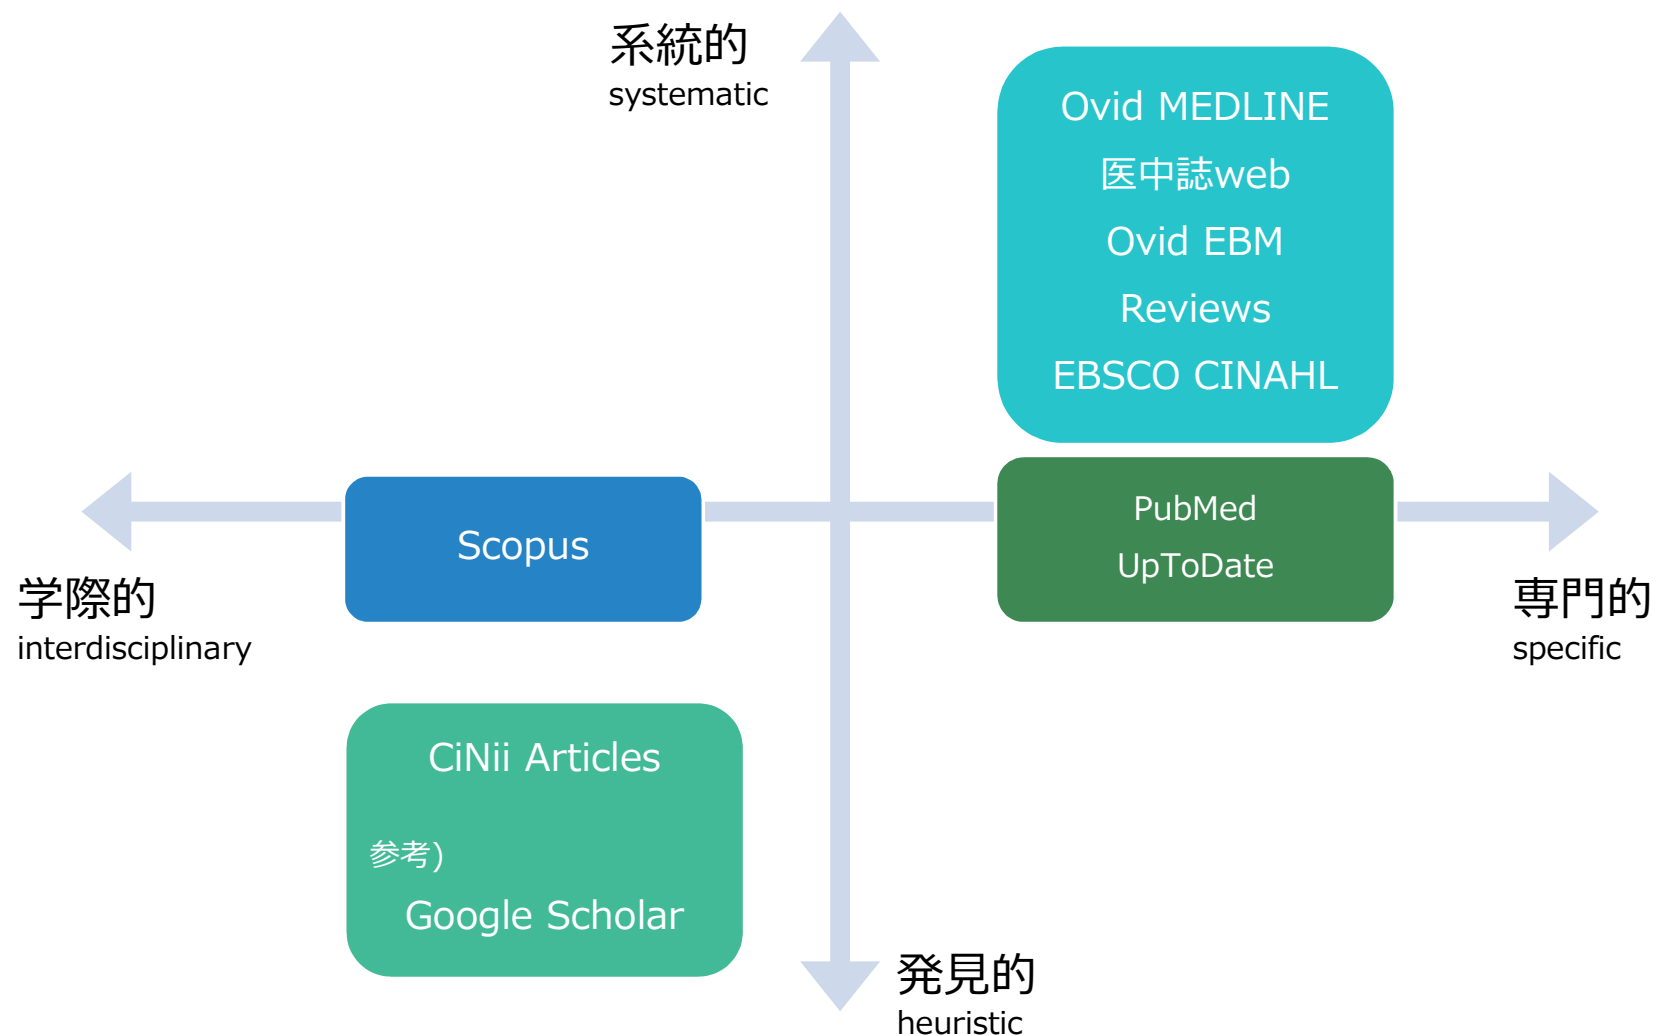 系統的
systematic
Ovid MEDLINE
医中誌web
Ovid EBM
Reviews
EBSCO CINAHL
Scopus
PubMed
UpToDate
学際的
interdisciplinary
専門的
specific
CiNii Articles
参考)
Google Scholar
発見的
heuristic